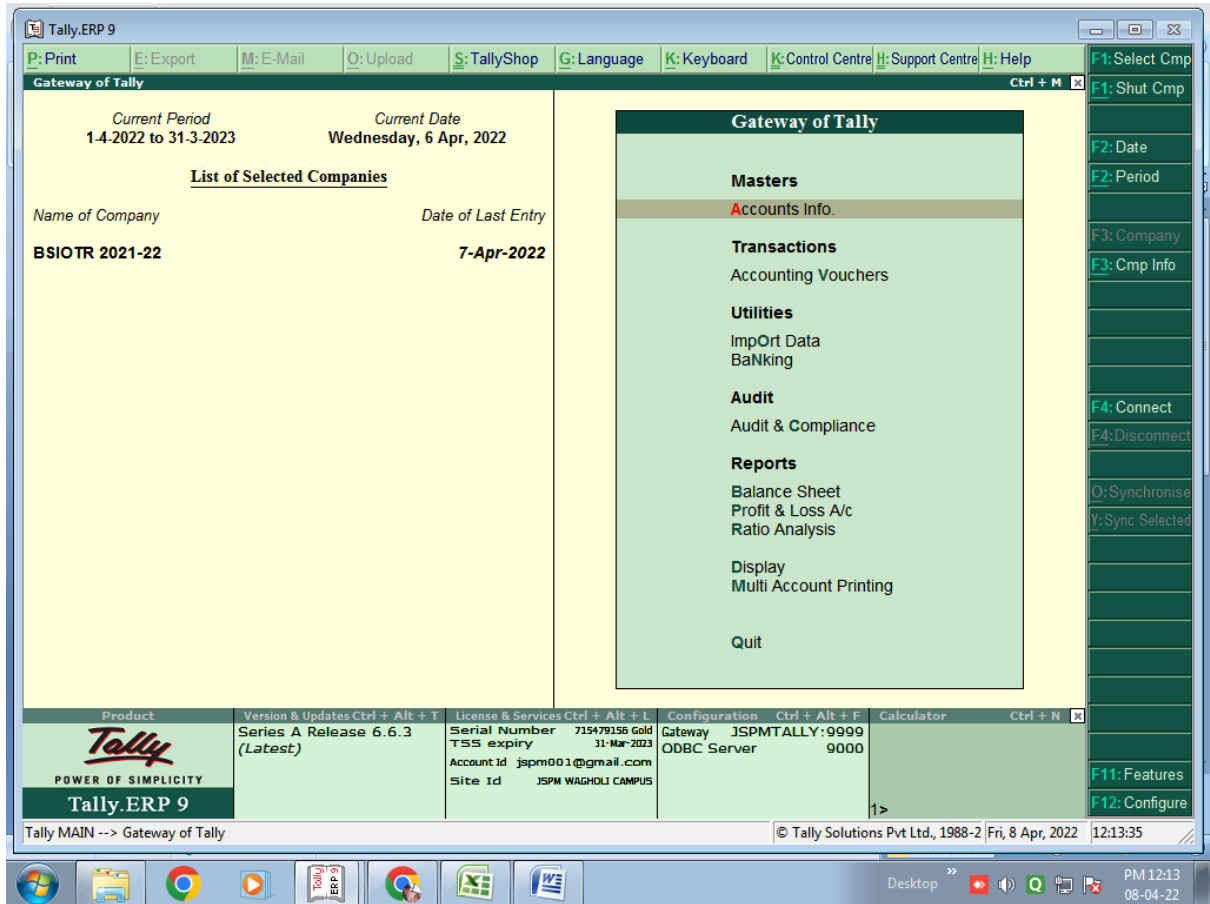 Tally.ERP 9
P: Print E: Export M: E-Mail O: Upload S: TallyShop G: Language K: Keyboard K: Control Centre H: Support Centre H: Help
Gateway of Tally Ctrl + M
Current Period Current Date
1-4-2022 to 31-3-2023 Wednesday, 6 Apr, 2022
List of Selected Companies
Name of Company Date of Last Entry
BSIOTR 2021-22 7-Apr-2022
Gateway of Tally
Masters
Accounts Info.
Transactions
Accounting Vouchers
Utilities
ImpOrt Data
BaNking
Audit
Audit & Compliance
Reports
Balance Sheet
Profit & Loss A/c
Ratio Analysis
Display
Multi Account Printing
Quit
F1: Select Cmp
F1: Shut Cmp
F2: Date
F2: Period
F3: Company
F3: Cmp Info
F4: Connect
F4: Disconnect
O: Synchronise
Y: Sync Selected
F11: Features
F12: Configure
Product
Tally
POWER OF SIMPLICITY
Tally.ERP 9
Version & Updates Ctrl + Alt + T
Series A Release 6.6.3
(Latest)
License & Services Ctrl + Alt + L
Serial Number 715479156 Gold
TSS expiry 31-Mar-2023
Account Id jspm001@gmail.com
Site Id JSPM WAGHOLI CAMPUS
Configuration Ctrl + Alt + F
Gateway JSPMTALLY:9999
ODBC Server 9000
Calculator Ctrl + N
1>
Tally MAIN --> Gateway of Tally © Tally Solutions Pvt Ltd., 1988-2 Fri, 8 Apr, 2022 12:13:35
Tally ERP 9
Desktop
PM 12:13
08-04-22